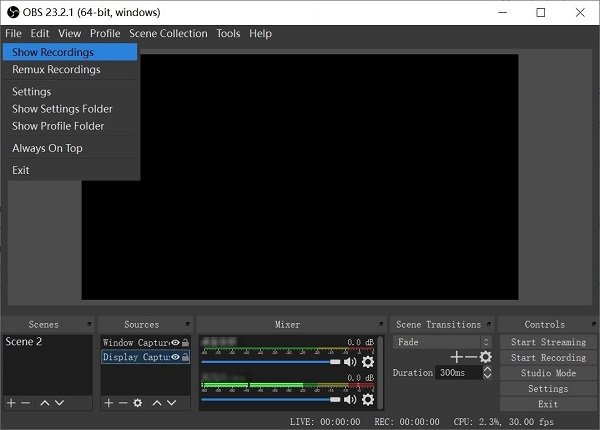 OBS 23.2.1 (64-bit, windows)
File Edit View Profile Scene Collection Tools Help
Show Recordings
Remux Recordings
Settings
Show Settings Folder
Show Profile Folder
Always On Top
Exit
Scenes Sources Mixer Scene Transitions Controls
Scene 2
Window Captur
Display Captur
0.0 dB
0.0 dB
Fade
Duration 300ms
Start Streaming
Start Recording
Studio Mode
Settings
Exit
LIVE: 00:00:00 REC: 00:00:00 CPU: 2.3%, 30.00 fps